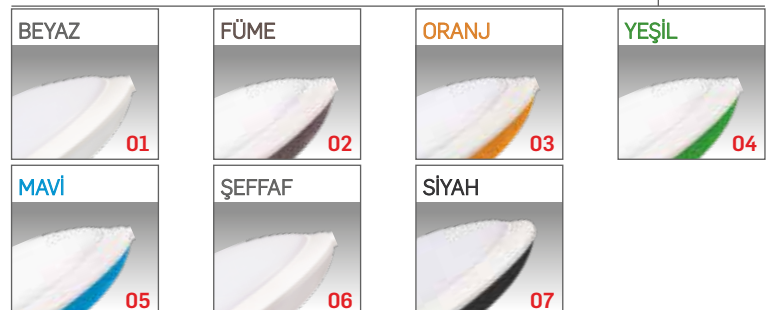 BEYAZ
01
FÜME
02
ORANJ
03
YEŞİL
04
MAVİ
05
ŞEFFAF
06
SİYAH
07